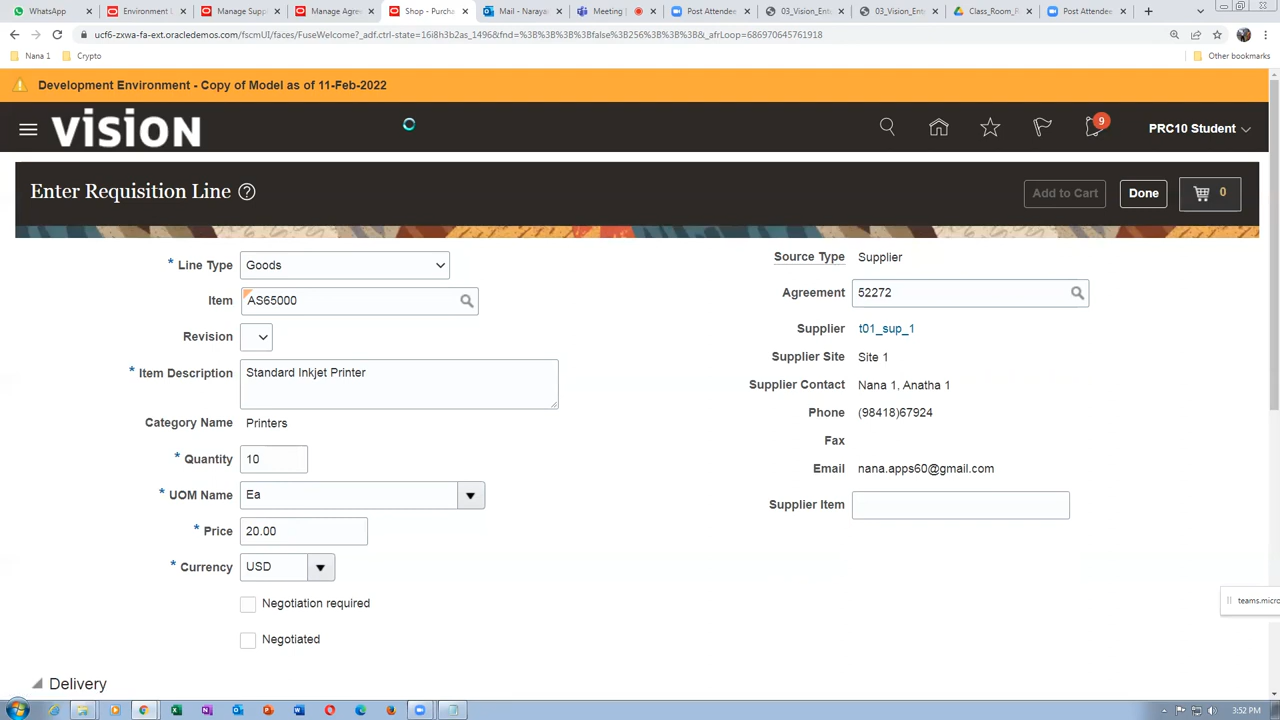 WhatsApp
Environment
Manage Supp
Manage Agre
Shop - Purcha
Mail - Naraya
Meeting |
Post Attendee
03_Vision_Ent
03_Vision_Ent
Class_Room_P
Post Attendee
ucf6-zxwa-fa-ext.oracledemos.com/fscmUI/faces/FuseWelcome?_adf.ctrl-state=16i8h3b2as_1496&fnd=%3B%3B%3B%3Bfalse%3B256%3B%3B%3B&_afrLoop=686970645761918
Nana 1
Crypto
Other bookmarks
Development Environment - Copy of Model as of 11-Feb-2022
VISION
9
PRC10 Student
Enter Requisition Line
Add to Cart
Done
0
* Line Type Goods
Source Type Supplier
Item AS65000
Agreement 52272
Revision
Supplier t01_sup_1
Supplier Site Site 1
* Item Description Standard Inkjet Printer
Supplier Contact Nana 1, Anatha 1
Phone (98418)67924
Category Name Printers
Fax
* Quantity 10
Email nana.apps60@gmail.com
* UOM Name Ea
Supplier Item
* Price 20.00
* Currency USD
Negotiation required
teams.micro
Negotiated
Delivery
3:52 PM